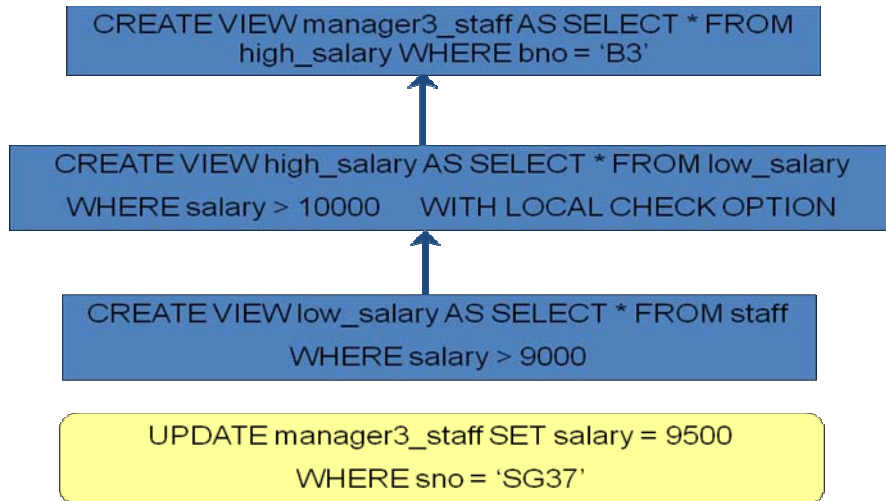 CREATE VIEW manager3_staff AS SELECT * FROM
high_salary WHERE bno = ‘B3’
CREATE VIEW high_salary AS SELECT * FROM low_salary
WHERE salary > 10000 WITH LOCAL CHECK OPTION
CREATE VIEW low_salary AS SELECT * FROM staff
WHERE salary > 9000
UPDATE manager3_staff SET salary = 9500
WHERE sno = ‘SG37’